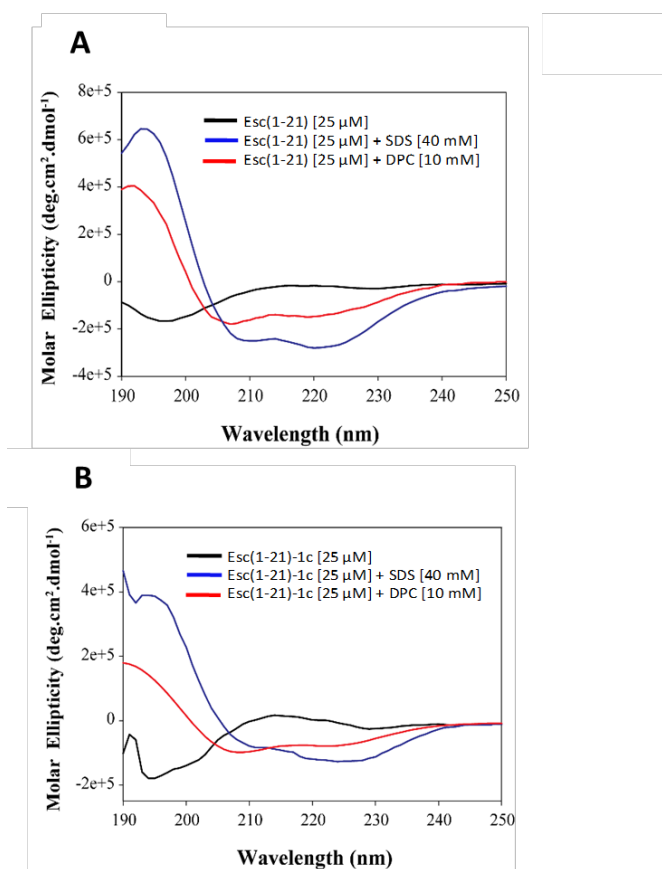 A
Molar Ellipticity (deg.cm².dmol⁻¹)
8e+5
6e+5
4e+5
2e+5
0
-2e+5
-4e+5
Esc(1-21) [25 µM]
Esc(1-21) [25 µM] + SDS [40 mM]
Esc(1-21) [25 µM] + DPC [10 mM]
190 200 210 220 230 240 250
Wavelength (nm)
B
Molar Ellipticity (deg.cm².dmol⁻¹)
6e+5
4e+5
2e+5
0
-2e+5
Esc(1-21)-1c [25 µM]
Esc(1-21)-1c [25 µM] + SDS [40 mM]
Esc(1-21)-1c [25 µM] + DPC [10 mM]
190 200 210 220 230 240 250
Wavelength (nm)